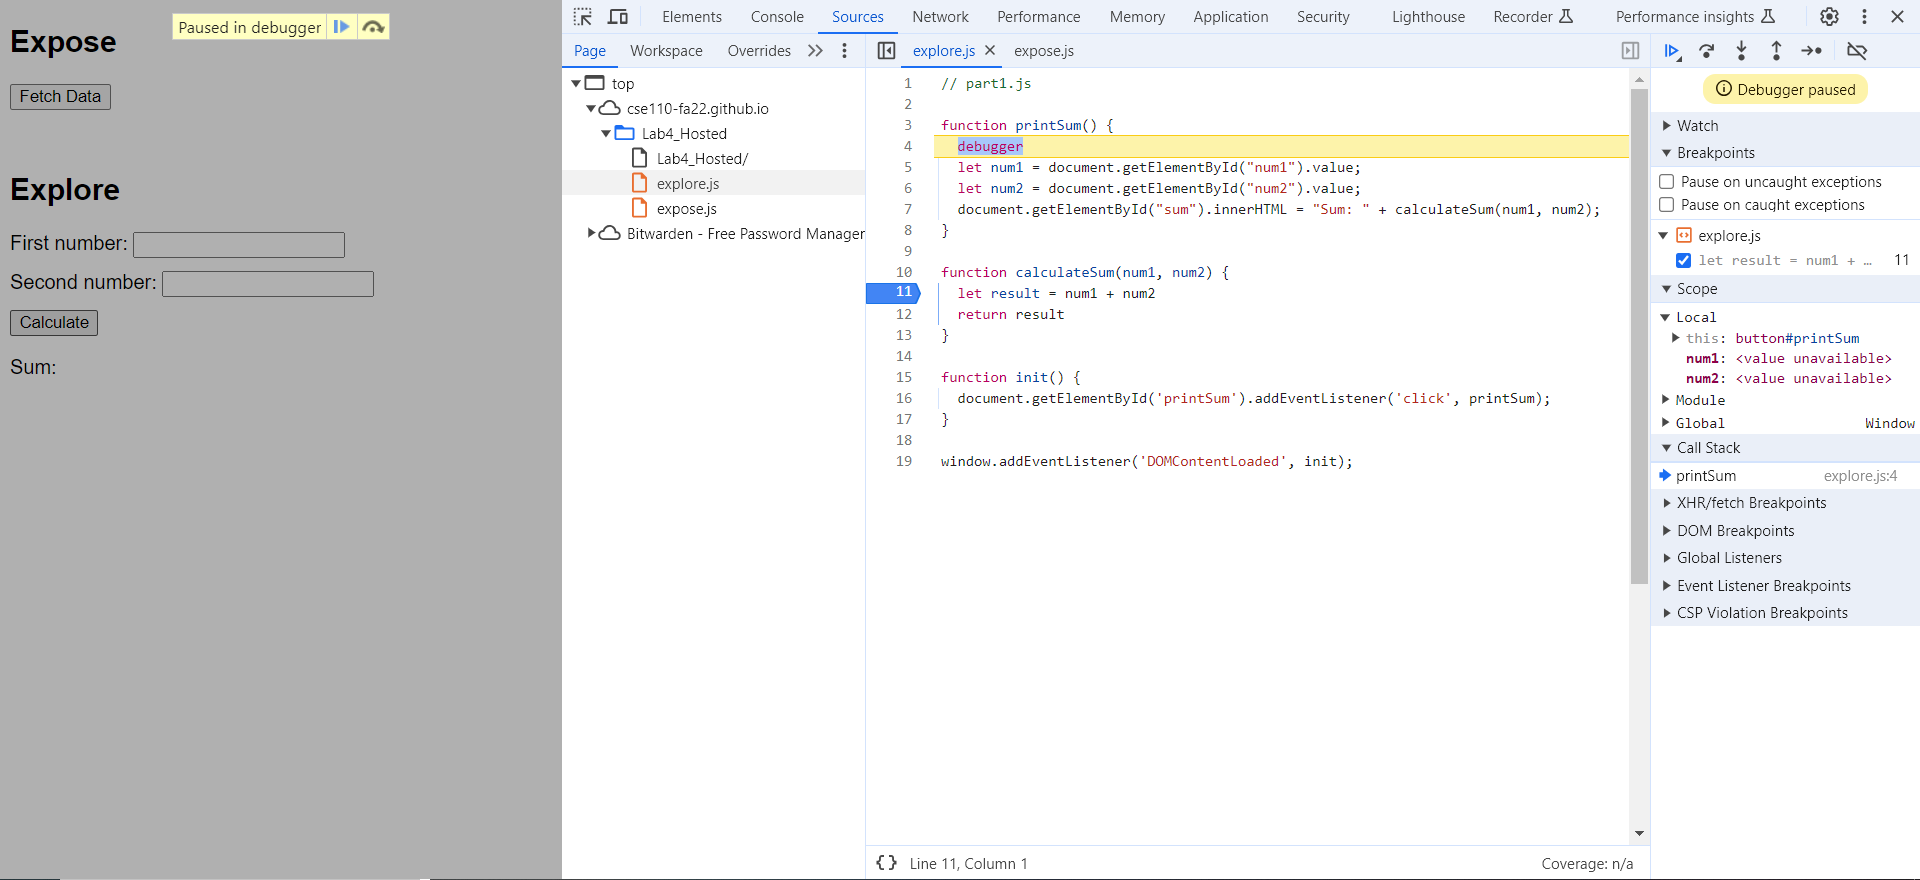 Expose
Paused in debugger
Fetch Data
Explore
First number:
Second number:
Calculate
Sum:
Elements Console Sources Network Performance Memory Application Security Lighthouse Recorder Performance insights
Page Workspace Overrides
top
cse110-fa22.github.io
Lab4_Hosted
Lab4_Hosted/
explore.js
expose.js
Bitwarden - Free Password Manager
explore.js expose.js
1 // part1.js
2
3 function printSum() {
4 debugger
5 let num1 = document.getElementById("num1").value;
6 let num2 = document.getElementById("num2").value;
7 document.getElementById("sum").innerHTML = "Sum: " + calculateSum(num1, num2);
8 }
9
10 function calculateSum(num1, num2) {
11 let result = num1 + num2
12 return result
13 }
14
15 function init() {
16 document.getElementById('printSum').addEventListener('click', printSum);
17 }
18
19 window.addEventListener('DOMContentLoaded', init);
{} Line 11, Column 1
Coverage: n/a
Debugger paused
Watch
Breakpoints
Pause on uncaught exceptions
Pause on caught exceptions
explore.js
let result = num1 + … 11
Scope
Local
this: button#printSum
num1: <value unavailable>
num2: <value unavailable>
Module
Global Window
Call Stack
printSum explore.js:4
XHR/fetch Breakpoints
DOM Breakpoints
Global Listeners
Event Listener Breakpoints
CSP Violation Breakpoints